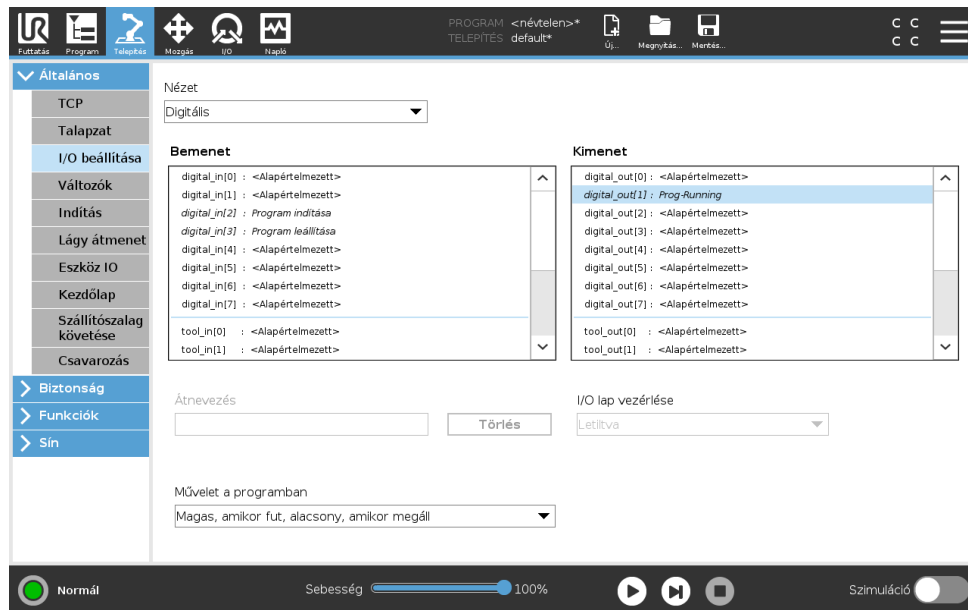 PROGRAM <névtelen>*
TELEPÍTÉS default*
C C
C C
Futtatás Program Telepítés Mozgás I/O Napló Új... Megnyitás... Mentés...
Általános
TCP
Talapzat
I/O beállítása
Változók
Indítás
Lágy átmenet
Eszköz IO
Kezdőlap
Szállítószalag
követése
Csavarozás
Biztonság
Funkciók
Sín
Nézet
Digitális
Bemenet
digital_in[0] : <Alapértelmezett>
digital_in[1] : <Alapértelmezett>
digital_in[2] : Program indítása
digital_in[3] : Program leállítása
digital_in[4] : <Alapértelmezett>
digital_in[5] : <Alapértelmezett>
digital_in[6] : <Alapértelmezett>
digital_in[7] : <Alapértelmezett>
tool_in[0] : <Alapértelmezett>
tool_in[1] : <Alapértelmezett>
Kimenet
digital_out[0] : <Alapértelmezett>
digital_out[1] : Prog-Running
digital_out[2] : <Alapértelmezett>
digital_out[3] : <Alapértelmezett>
digital_out[4] : <Alapértelmezett>
digital_out[5] : <Alapértelmezett>
digital_out[6] : <Alapértelmezett>
digital_out[7] : <Alapértelmezett>
tool_out[0] : <Alapértelmezett>
tool_out[1] : <Alapértelmezett>
Átnevezés
Törlés
I/O lap vezérlése
Letiltva
Művelet a programban
Magas, amikor fut, alacsony, amikor megáll
Normál
Sebesség 100%
Szimuláció